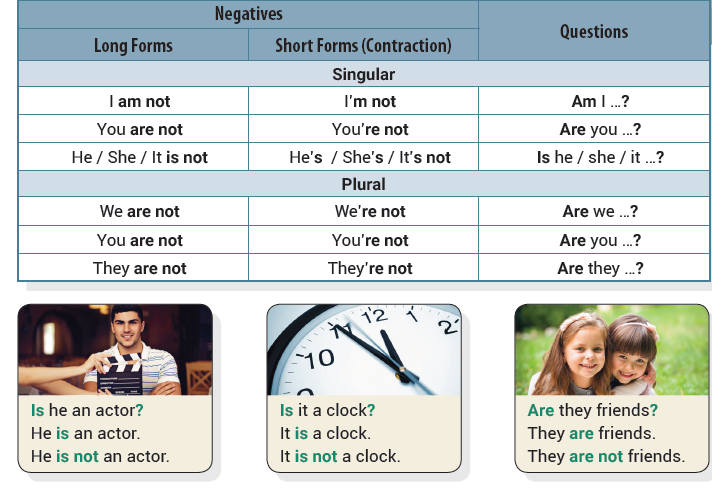 Negatives
Questions
Long Forms
Short Forms (Contraction)
Singular
I am not
I'm not
Am I ...?
You are not
You're not
Are you ...?
He / She / It is not
He's / She's / It's not
Is he / she / it ...?
Plural
We are not
We're not
Are we ...?
You are not
You're not
Are you ...?
They are not
They're not
Are they ...?
10
11
12
1
2
Is he an actor?
He is an actor.
He is not an actor.
Is it a clock?
It is a clock.
It is not a clock.
Are they friends?
They are friends.
They are not friends.